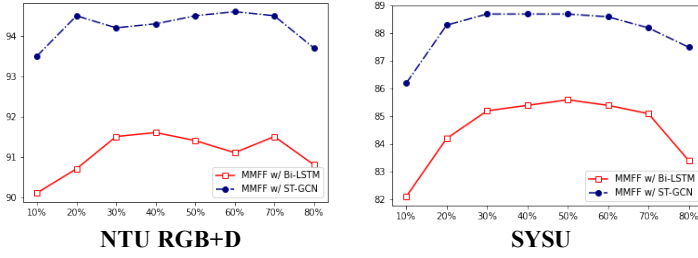 94
93
92
91
90
10% 20% 30% 40% 50% 60% 70% 80%
MMFF w/ Bi-LSTM
MMFF w/ ST-GCN
NTU RGB+D
89
88
87
86
85
84
83
82
10% 20% 30% 40% 50% 60% 70% 80%
MMFF w/ Bi-LSTM
MMFF w/ ST-GCN
SYSU